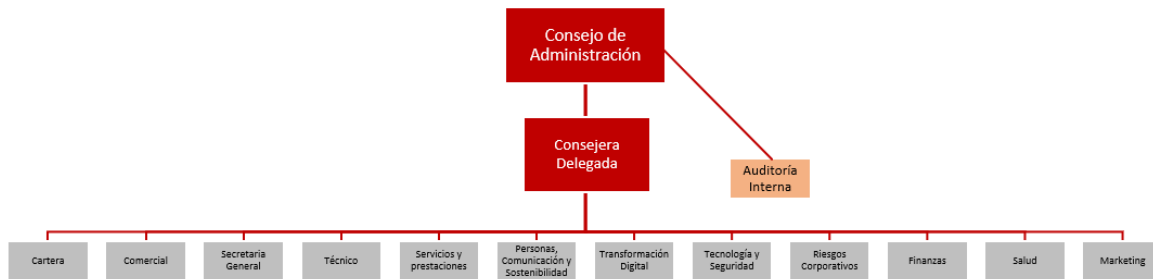 Consejo de
Administración
Consejera
Delegada
Auditoría
Interna
Cartera
Comercial
Secretaria
General
Técnico
Servicios y
prestaciones
Personas,
Comunicación y
Sostenibilidad
Transformación
Digital
Tecnología y
Seguridad
Riesgos
Corporativos
Finanzas
Salud
Marketing